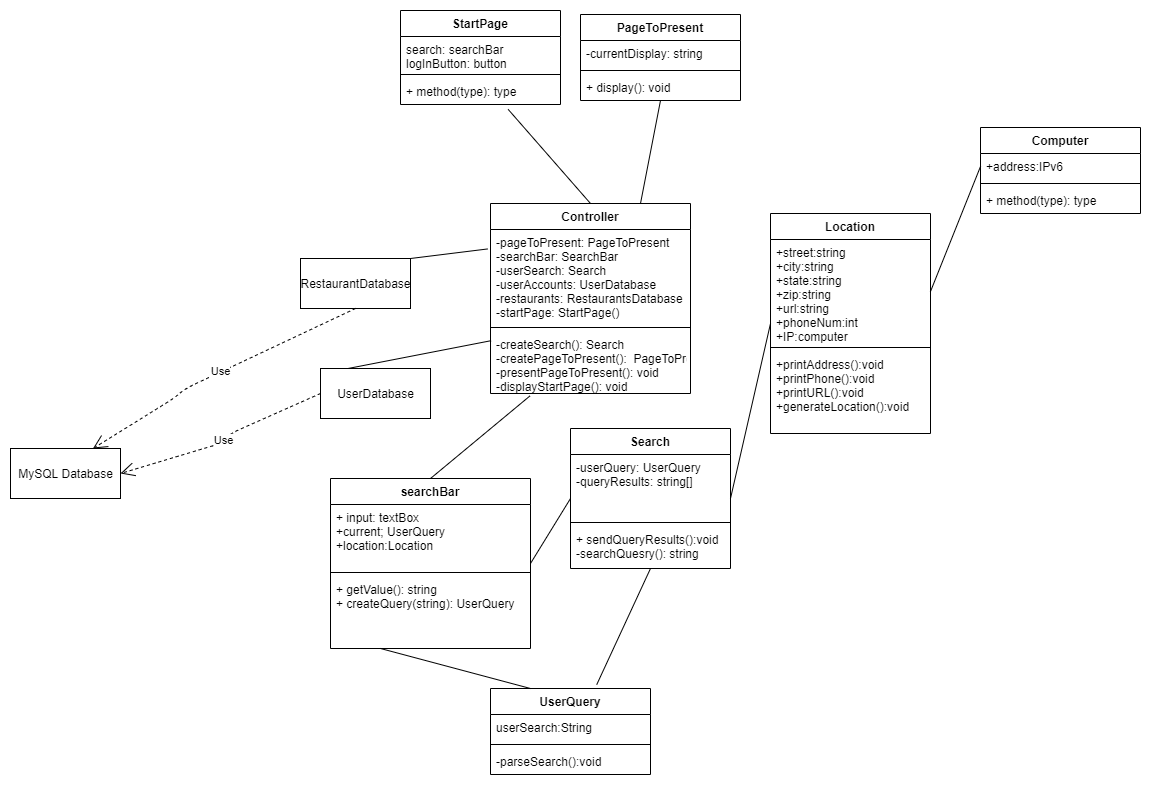 StartPage
search: searchBar
logInButton: button
+ method(type): type
PageToPresent
-currentDisplay: string
+ display(): void
Computer
+address:IPv6
+ method(type): type
Controller
-pageToPresent: PageToPresent
-searchBar: SearchBar
-userSearch: Search
-userAccounts: UserDatabase
-restaurants: RestaurantsDatabase
-startPage: StartPage()
-createSearch(): Search
-createPageToPresent(): PageToPr
-presentPageToPresent(): void
-displayStartPage(): void
Location
+street:string
+city:string
+state:string
+zip:string
+url:string
+phoneNum:int
+IP:computer
+printAddress():void
+printPhone():void
+printURL():void
+generateLocation():void
RestaurantDatabase
Use
UserDatabase
Use
MySQL Database
Search
-userQuery: UserQuery
-queryResults: string[]
+ sendQueryResults():void
-searchQuesry(): string
searchBar
+ input: textBox
+current; UserQuery
+location:Location
+ getValue(): string
+ createQuery(string): UserQuery
UserQuery
userSearch:String
-parseSearch():void